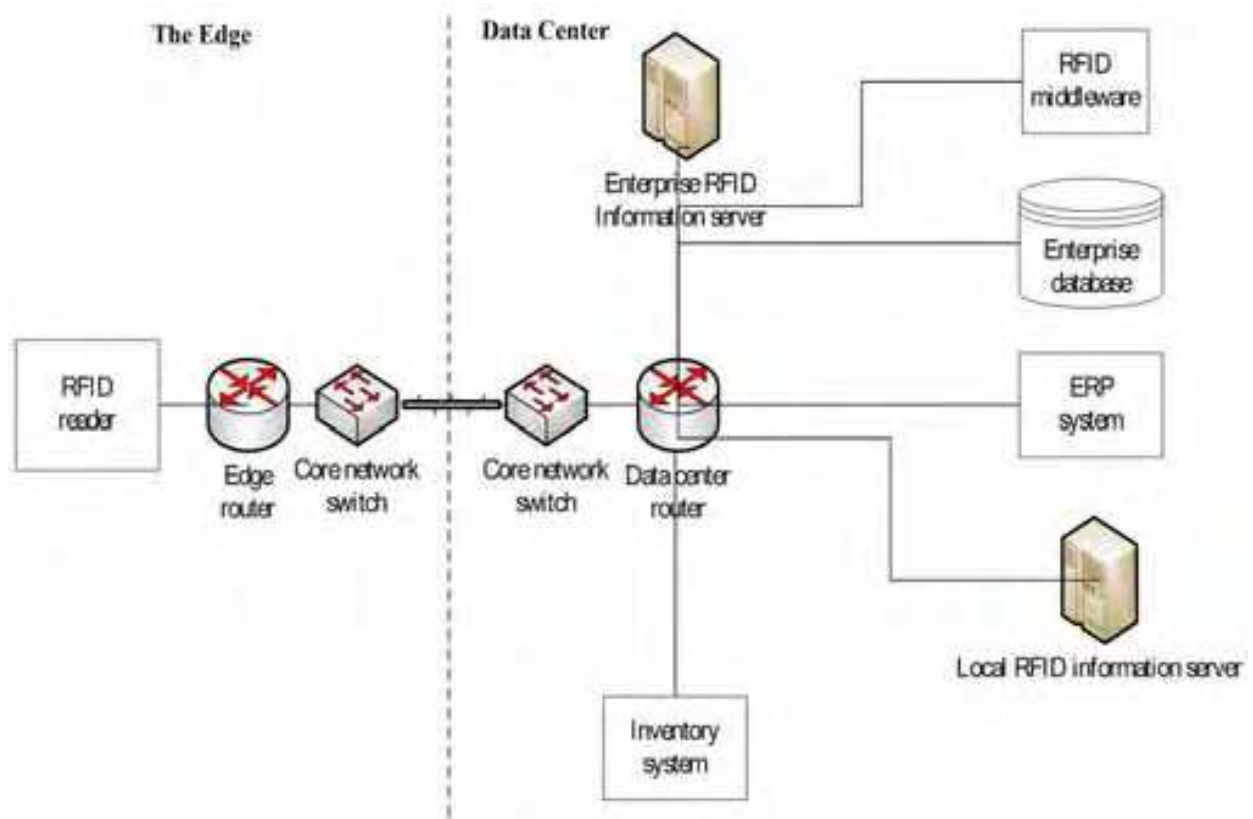 The Edge
Data Center
RFID
middleware
Enterprise RFID
Information server
Enterprise
database
RFID
reader
ERP
system
Edge
router
Core network
switch
Core network
switch
Data center
router
Local RFID information server
Inventory
system